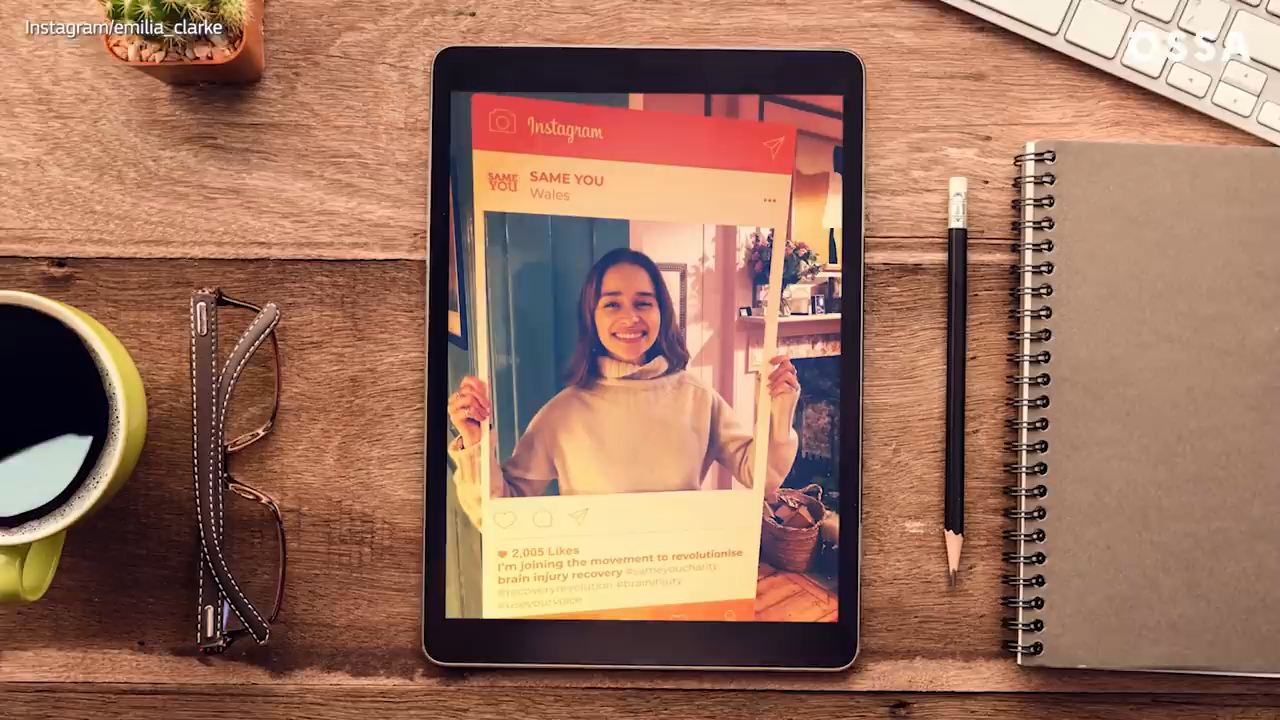 Instagram/emilia_clarke
OSSA
Instagram
SAME
YOU
SAME YOU
Wales
2,005 Likes
I'm joining the movement to revolutionise
brain injury recovery #sameyoucharity
#recoveryrevolution #braininjury
#useyourvoice